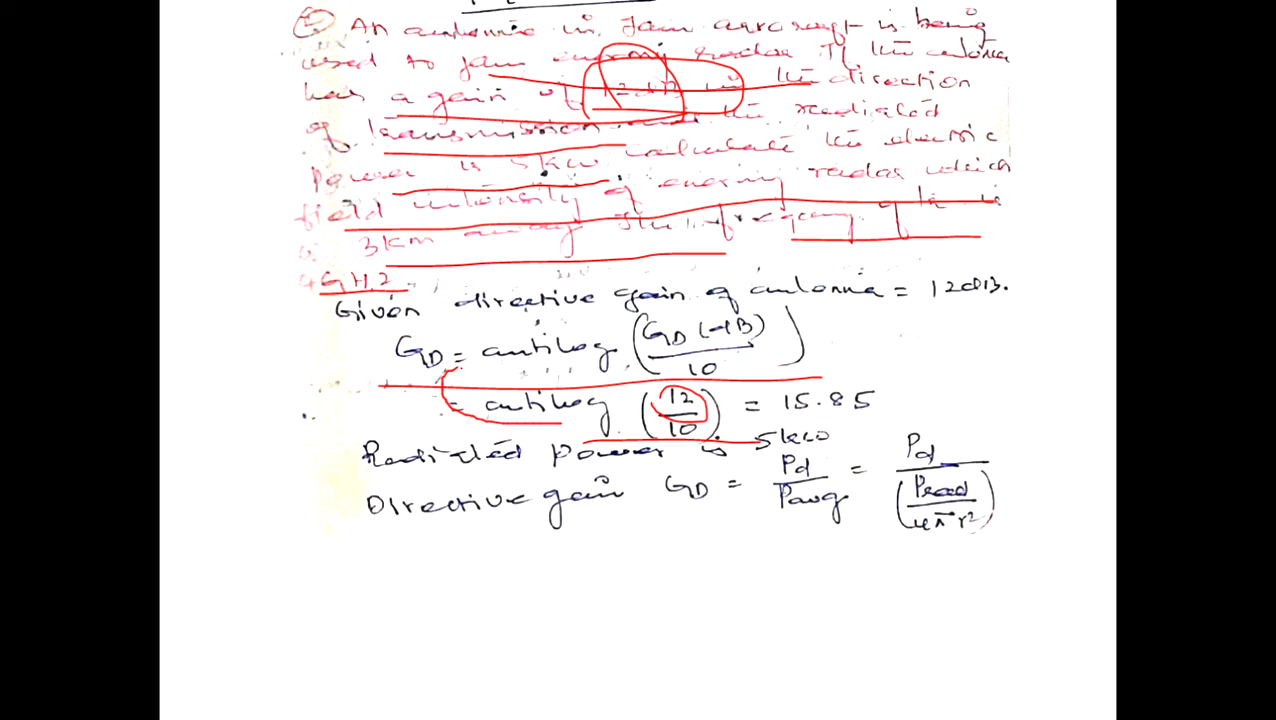 ② An antenna in Jam aircraft is being
used to jam enemy radar If the antenna
has a gain of 12dB in the direction
of transmission and the radiated
power is 5kw calculate the electric
field intensity of enemy radar which
3km away The frequency of
GHz
Given directive gain of antenna = 12dB.
GD = antilog (GD(dB)/10)
= antilog (12/10) = 15.85
Radiated power is 5kw
Directive gain GD = Pd/Pavg = Pd/(Prad/4πr²)